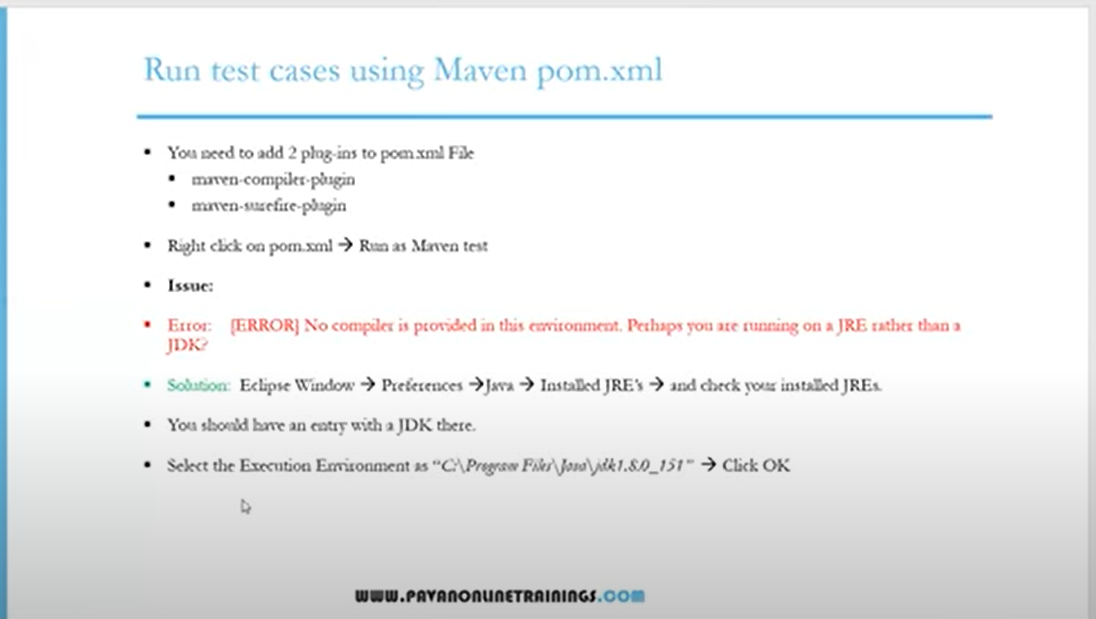 Run test cases using Maven pom.xml
▪ You need to add 2 plug-ins to pom.xml File
▪ maven-compiler-plugin
▪ maven-surefire-plugin
▪ Right click on pom.xml → Run as Maven test
▪ Issue:
▪ Error: [ERROR] No compiler is provided in this environment. Perhaps you are running on a JRE rather than a
JDK?
▪ Solution: Eclipse Window → Preferences →Java → Installed JRE's → and check your installed JREs.
▪ You should have an entry with a JDK there.
▪ Select the Execution Environment as “C:\Program Files\Java\jdk1.8.0_151” → Click OK
WWW.PAVANONLINETRAININGS.COM